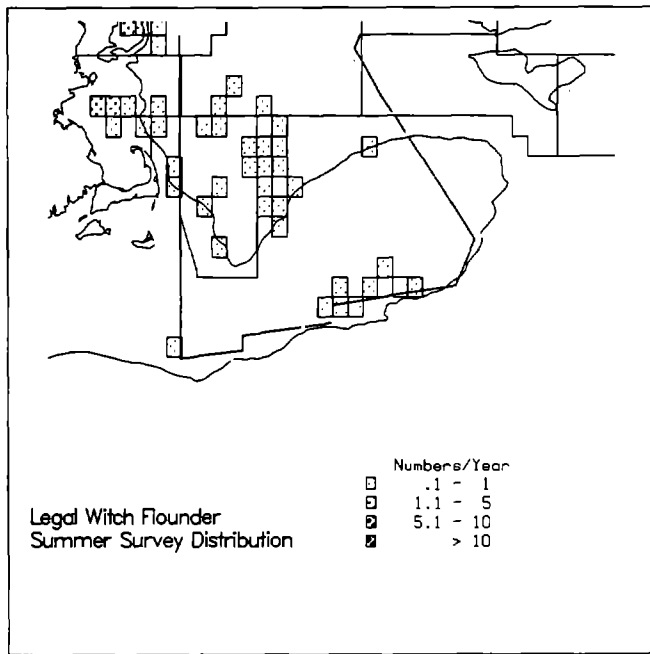 Numbers/Year
.1 - 1
1.1 - 5
5.1 - 10
> 10
Legal Witch Flounder
Summer Survey Distribution